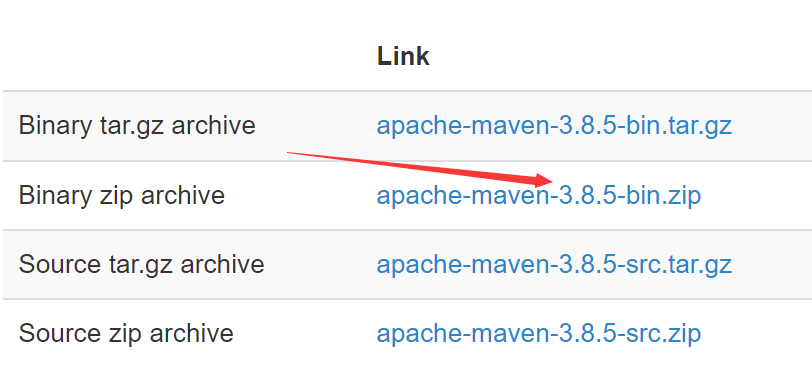 Link
Binary tar.gz archive apache-maven-3.8.5-bin.tar.gz
Binary zip archive apache-maven-3.8.5-bin.zip
Source tar.gz archive apache-maven-3.8.5-src.tar.gz
Source zip archive apache-maven-3.8.5-src.zip